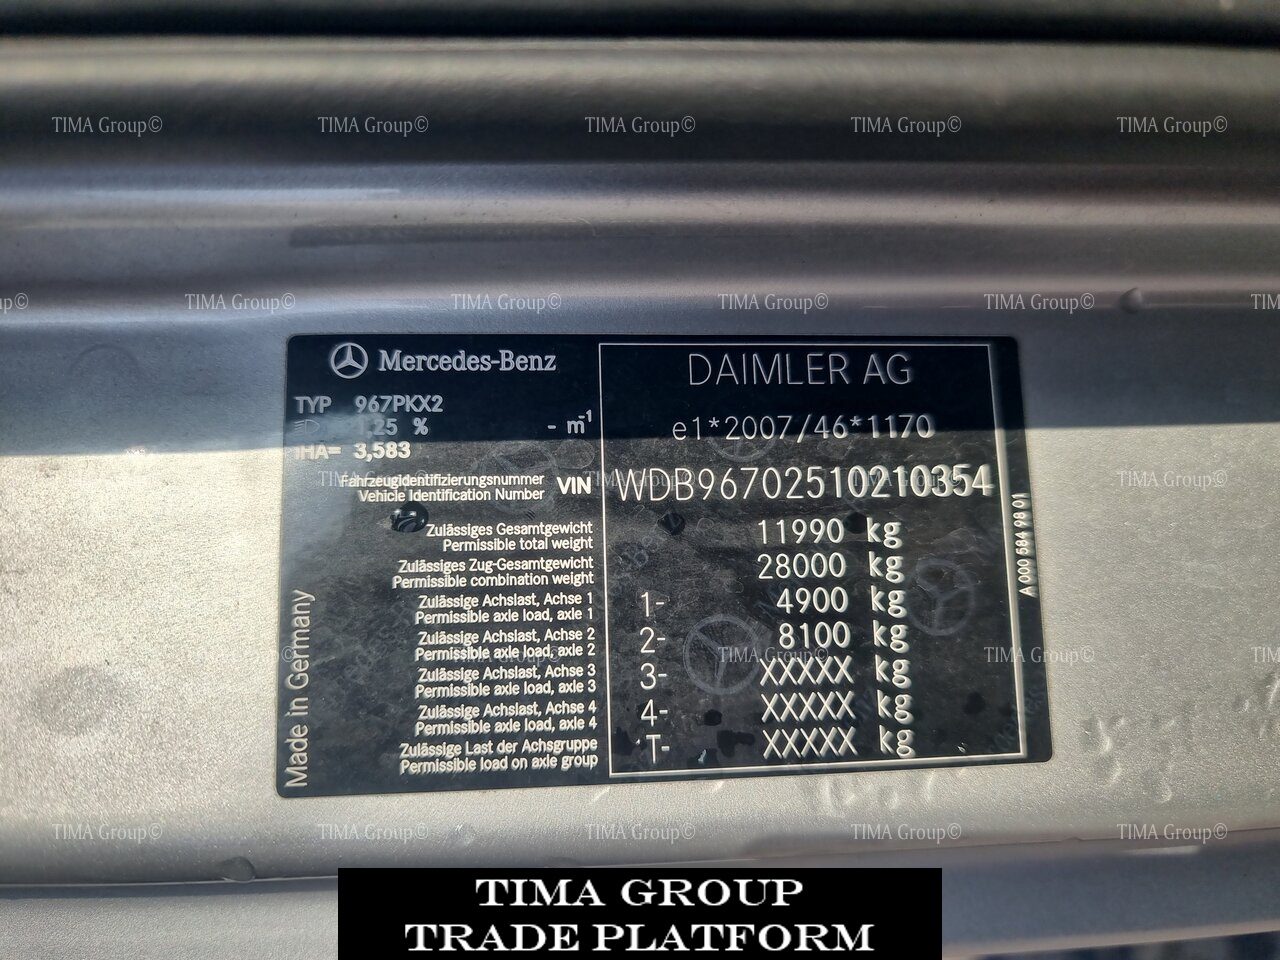 TIMA Group© TIMA Group© TIMA Group© TIMA Group© TIMA Group©
TIMA Group© TIMA Group© TIMA Group© TIMA Group©
Mercedes-Benz
TYP 967PKX2
1,25 % - m-1
IHA= 3,583
Fahrzeugidentifizierungsnummer
Vehicle Identification Number
VIN
DAIMLER AG
e1*2007/46*1170
WDB96702510210354
Zulässiges Gesamtgewicht
Permissible total weight
11990 kg
Zulässiges Zug-Gesamtgewicht
Permissible combination weight
28000 kg
Zulässige Achslast, Achse 1
Permissible axle load, axle 1
1- 4900 kg
Zulässige Achslast, Achse 2
Permissible axle load, axle 2
2- 8100 kg
Zulässige Achslast, Achse 3
Permissible axle load, axle 3
3- XXXXX kg
Zulässige Achslast, Achse 4
Permissible axle load, axle 4
4- XXXXX kg
Zulässige Last der Achsgruppe
Permissible load on axle group
T- XXXXX kg
Made in Germany
A 000 584 98 01
TIMA Group© TIMA Group© TIMA Group© TIMA Group© TIMA Group©
TIMA GROUP
TRADE PLATFORM